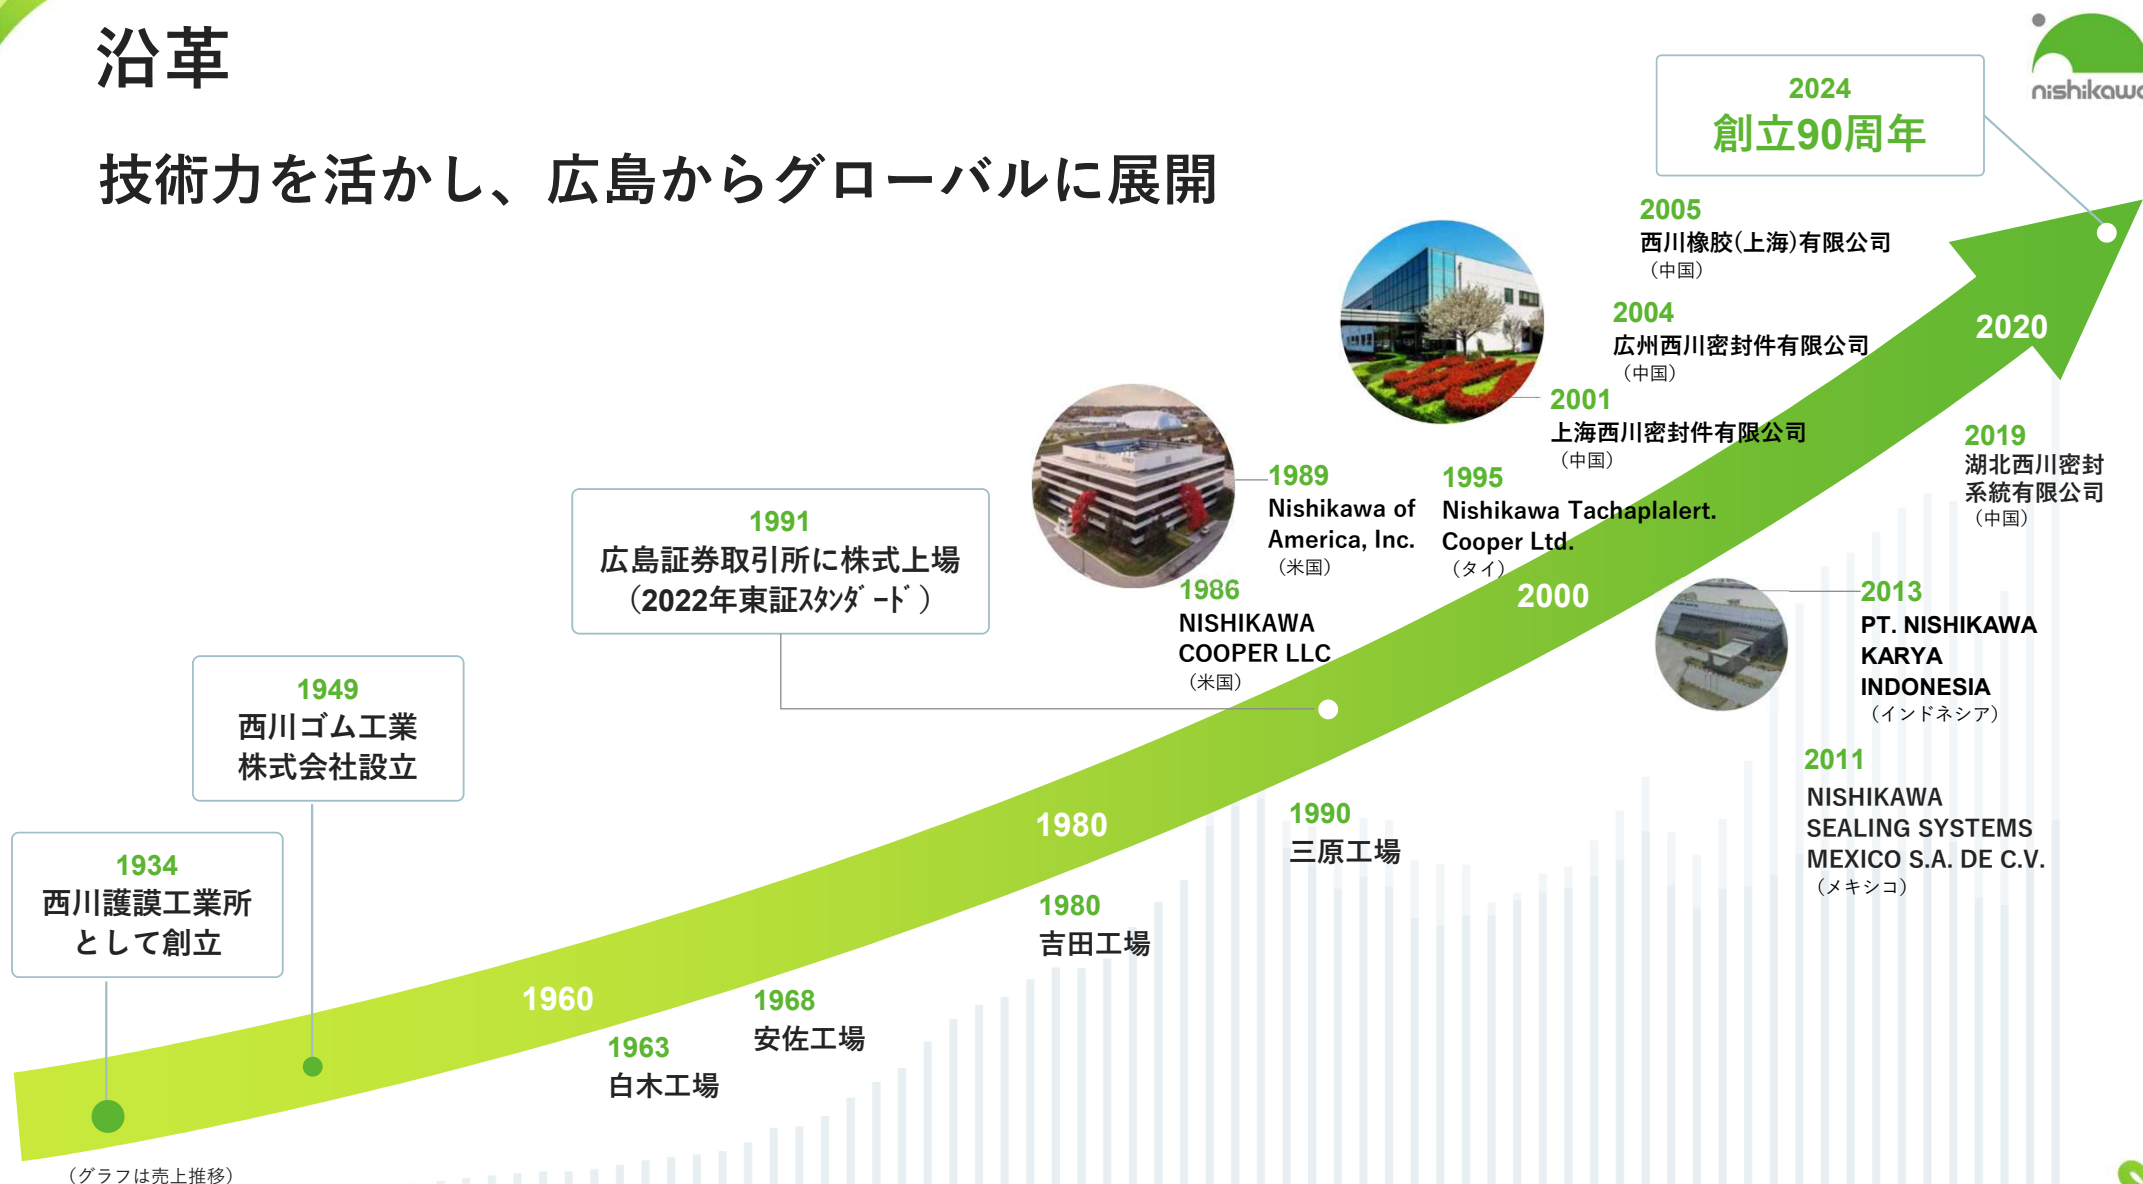 沿革
技術力を活かし、広島からグローバルに展開
nishikawa
2024
創立90周年
2005
西川橡胶(上海)有限公司
（中国）
2004
広州西川密封件有限公司
（中国）
2001
上海西川密封件有限公司
（中国）
1995
Nishikawa Tachaplalert.
Cooper Ltd.
（タイ）
1989
Nishikawa of
America, Inc.
（米国）
1986
NISHIKAWA
COOPER LLC
（米国）
1991
広島証券取引所に株式上場
（2022年東証ｽﾀﾝﾀﾞｰﾄﾞ）
1949
西川ゴム工業
株式会社設立
1934
西川護謨工業所
として創立
1960
1980
2000
2020
2019
湖北西川密封
系統有限公司
（中国）
2013
PT. NISHIKAWA
KARYA
INDONESIA
（インドネシア）
2011
NISHIKAWA
SEALING SYSTEMS
MEXICO S.A. DE C.V.
（メキシコ）
1990
三原工場
1980
吉田工場
1968
安佐工場
1963
白木工場
（グラフは売上推移）